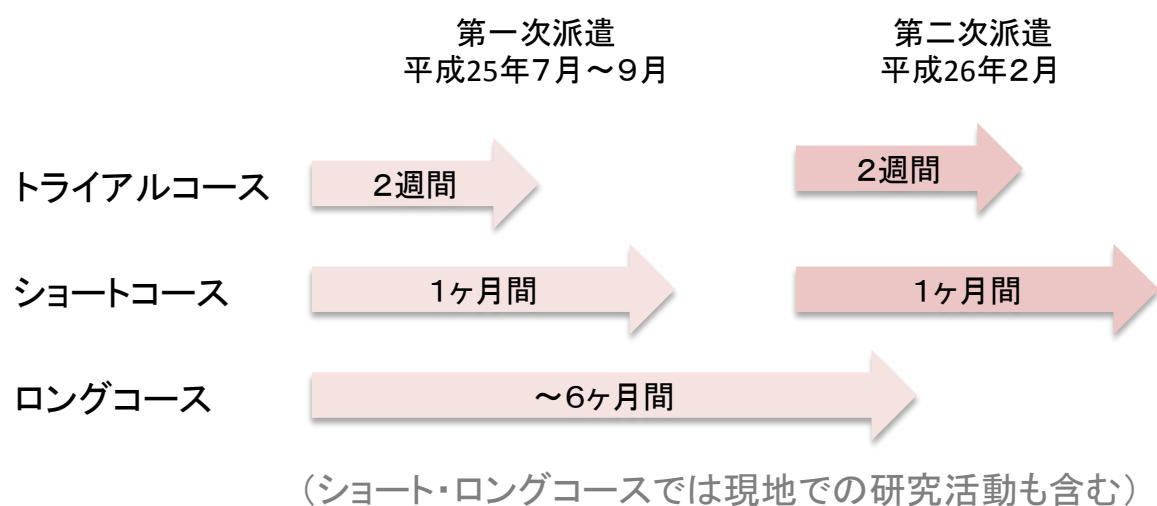 第一次派遣
平成25年７月～９月
第二次派遣
平成26年２月
トライアルコース
２週間
２週間
ショートコース
１ヶ月間
１ヶ月間
ロングコース
～６ヶ月間
（ショート・ロングコースでは現地での研究活動も含む）